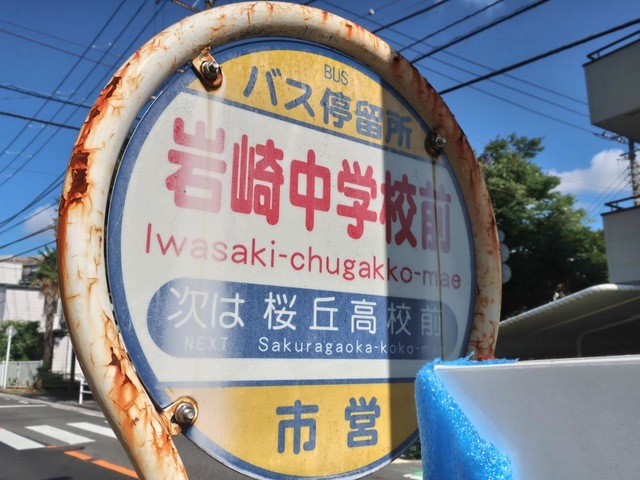 BUS
バス停留所
岩崎中学校前
Iwasaki-chugakko-mae
次は 桜丘高校前
NEXT Sakuragaoka-koko-m
市営